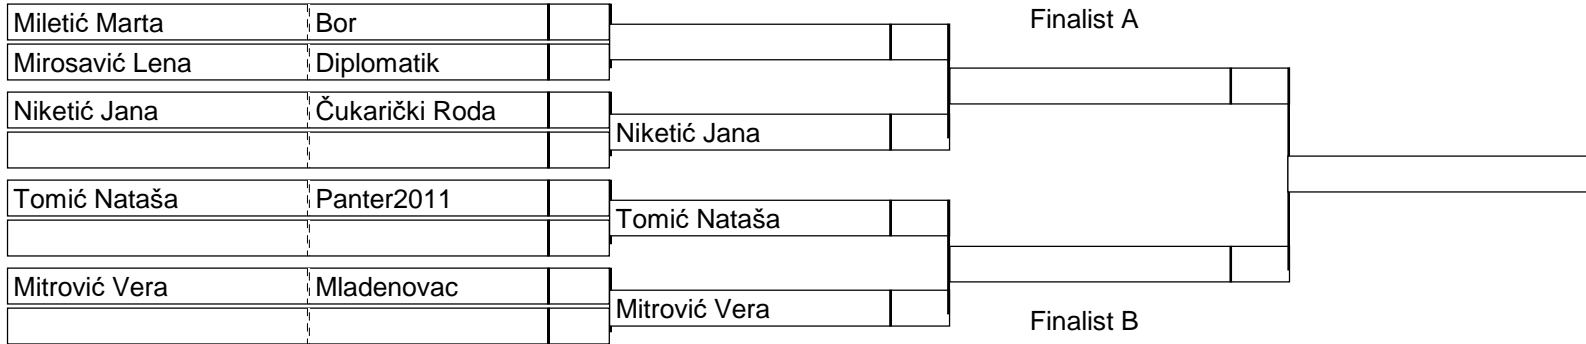 Miletić Marta Bor
Finalist A
Mirosavić Lena Diplomatik
Niketić Jana Čukarički Roda
Niketić Jana
Tomić Nataša Panter2011
Tomić Nataša
Mitrović Vera Mladenovac
Mitrović Vera
Finalist B